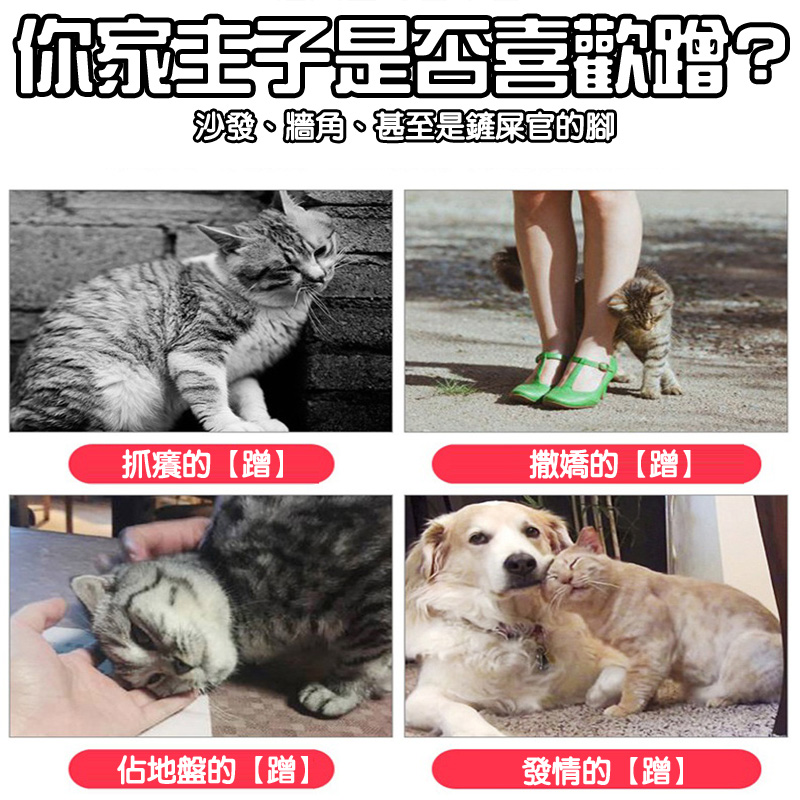 你家主子是否喜歡蹭？
沙發、牆角、甚至是鏟屎官的腳
抓癢的【蹭】
撒嬌的【蹭】
佔地盤的【蹭】
發情的【蹭】